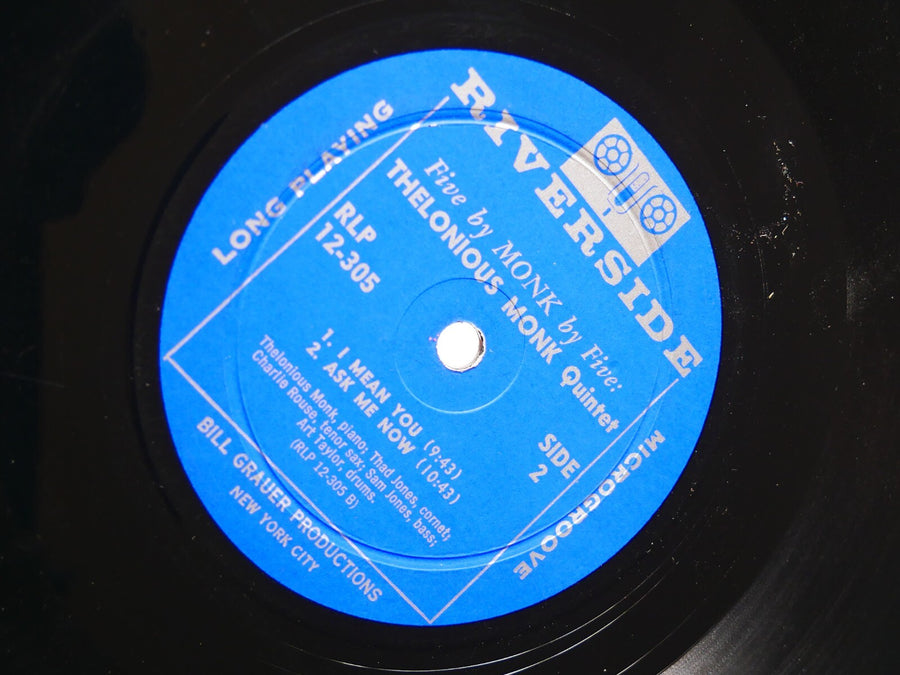 RIVERSIDE
LONG PLAYING
MICROGROOVE
Five by MONK by Five:
THELONIOUS MONK Quintet
RLP
12-305
SIDE
2
1. I MEAN YOU (9:43)
2. ASK ME NOW (10:43)
Thelonious Monk, piano; Thad Jones, cornet;
Charlie Rouse, tenor sax; Sam Jones, bass;
Art Taylor, drums.
(RLP 12-305 B)
BILL GRAUER PRODUCTIONS
NEW YORK CITY